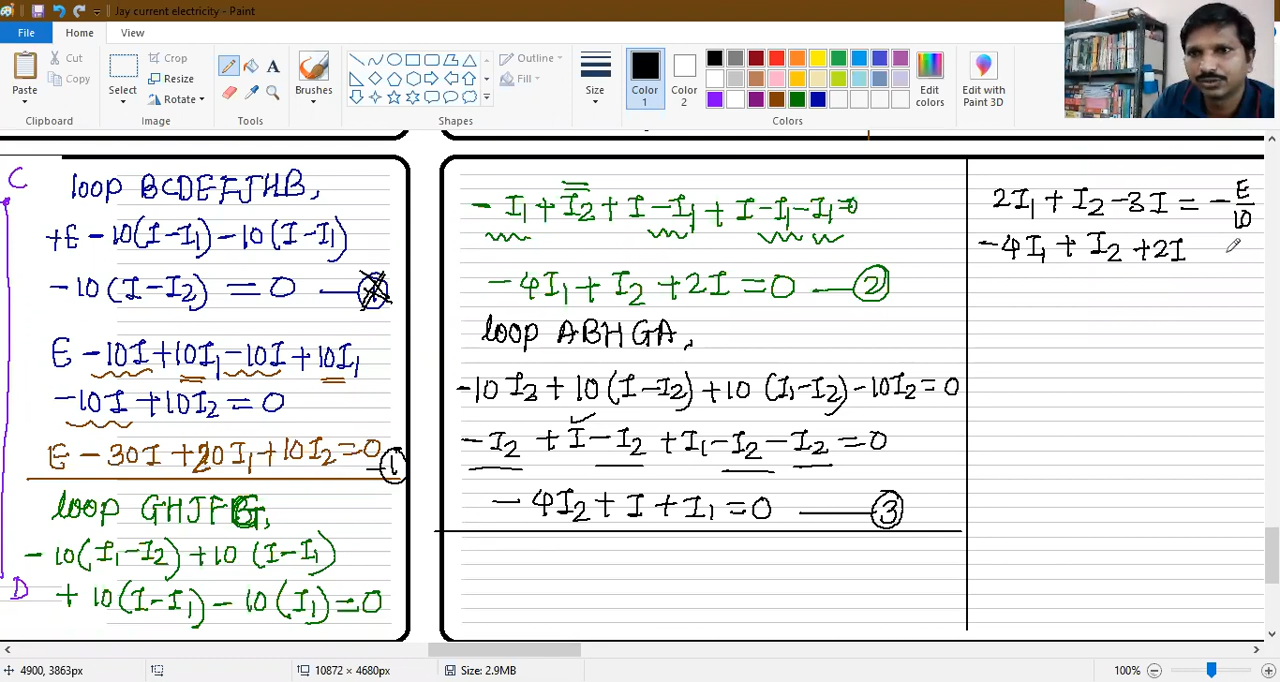 Jay current electricity - Paint
File Home View
Cut
Copy
Paste
Clipboard
Crop
Resize
Rotate
Select
Image
A
Tools
Brushes
Outline
Fill
Shapes
Size
Color 1
Color 2
Edit colors
Edit with Paint 3D
Colors
C
D
loop BCDEFJHB,
+E - 10(I-I₁) - 10(I-I₁)
- 10(I-I₂) = 0
E - 10I + 10I₁ - 10I + 10I₁
- 10I + 10I₂ = 0
E - 30I + 20I₁ + 10I₂ = 0 — ①
loop GHJFG,
- 10(I₁-I₂) + 10 (I-I₁)
+ 10(I-I₁) - 10(I₁) = 0
- I₁ + I₂ + I - I₁ + I - I₁ - I₁ = 0
- 4I₁ + I₂ + 2I = 0 — ②
loop ABHGA,
- 10I₂ + 10(I-I₂) + 10 (I₁-I₂) - 10I₂ = 0
- I₂ + I - I₂ + I₁ - I₂ - I₂ = 0
- 4I₂ + I + I₁ = 0 — ③
2I₁ + I₂ - 3I = - E/10
- 4I₁ + I₂ + 2I
4900, 3863px
10872 × 4680px
Size: 2.9MB
100%